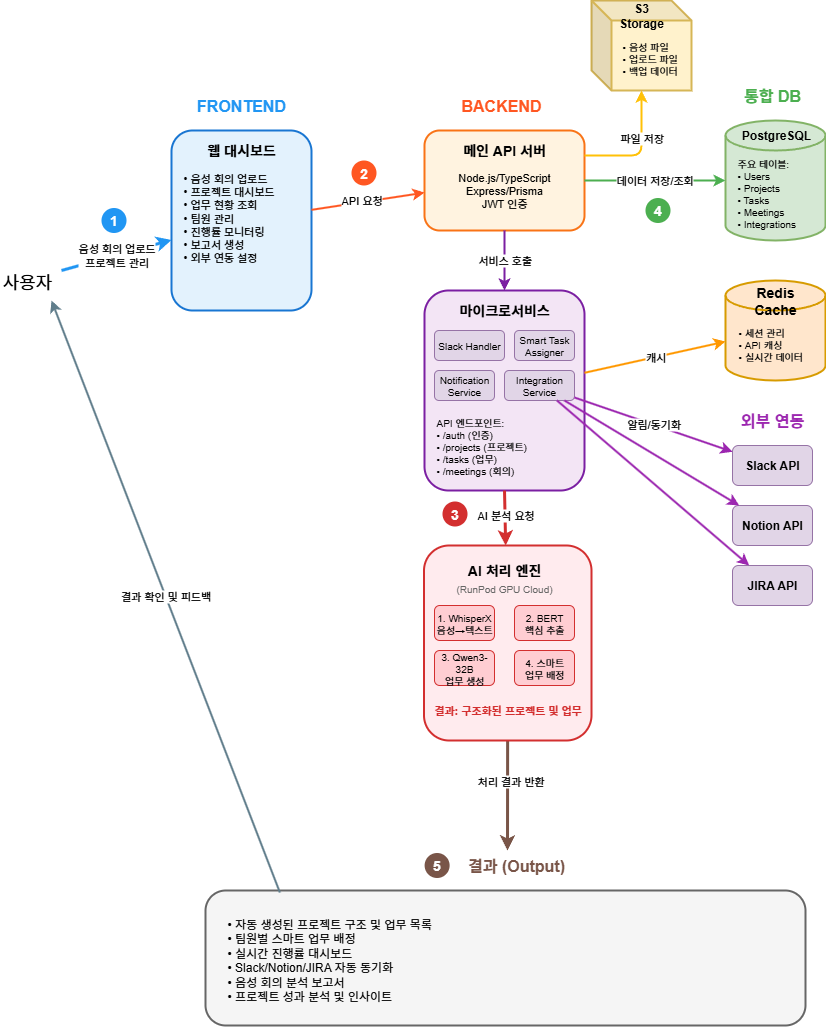 S3
Storage
• 음성 파일
• 업로드 파일
• 백업 데이터
FRONTEND
BACKEND
통합 DB
웹 대시보드
• 음성 회의 업로드
• 프로젝트 대시보드
• 업무 현황 조회
• 팀원 관리
• 진행률 모니터링
• 보고서 생성
• 외부 연동 설정
2
API 요청
메인 API 서버
Node.js/TypeScript
Express/Prisma
JWT 인증
파일 저장
데이터 저장/조회
4
PostgreSQL
주요 테이블:
• Users
• Projects
• Tasks
• Meetings
• Integrations
1
음성 회의 업로드
프로젝트 관리
사용자
서비스 호출
마이크로서비스
Slack Handler
Smart Task
Assigner
Notification
Service
Integration
Service
API 엔드포인트:
• /auth (인증)
• /projects (프로젝트)
• /tasks (업무)
• /meetings (회의)
캐시
Redis
Cache
• 세션 관리
• API 캐싱
• 실시간 데이터
외부 연동
알림/동기화
Slack API
Notion API
JIRA API
3
AI 분석 요청
AI 처리 엔진
(RunPod GPU Cloud)
1. WhisperX
음성→텍스트
2. BERT
핵심 추출
3. Qwen3-
32B
업무 생성
4. 스마트
업무 배정
결과: 구조화된 프로젝트 및 업무
결과 확인 및 피드백
처리 결과 반환
5
결과 (Output)
• 자동 생성된 프로젝트 구조 및 업무 목록
• 팀원별 스마트 업무 배정
• 실시간 진행률 대시보드
• Slack/Notion/JIRA 자동 동기화
• 음성 회의 분석 보고서
• 프로젝트 성과 분석 및 인사이트